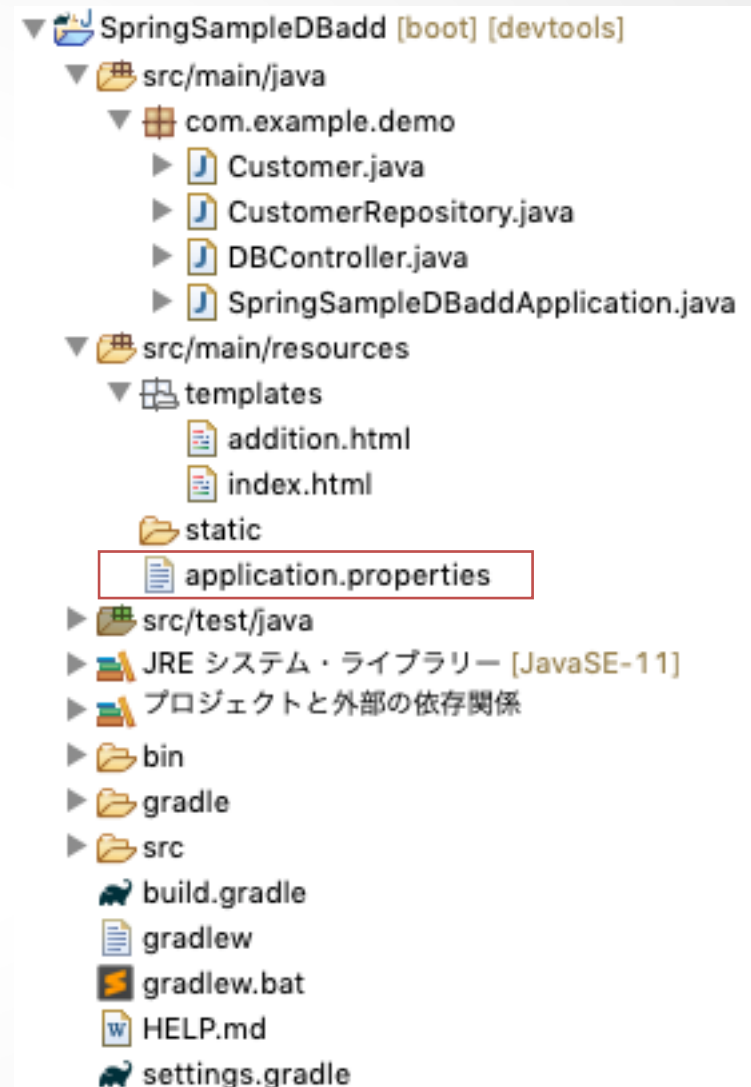 SpringSampleDBadd [boot] [devtools]
src/main/java
com.example.demo
Customer.java
CustomerRepository.java
DBController.java
SpringSampleDBaddApplication.java
src/main/resources
templates
addition.html
index.html
static
application.properties
src/test/java
JRE システム・ライブラリー [JavaSE-11]
プロジェクトと外部の依存関係
bin
gradle
src
build.gradle
gradlew
gradlew.bat
HELP.md
settings.gradle